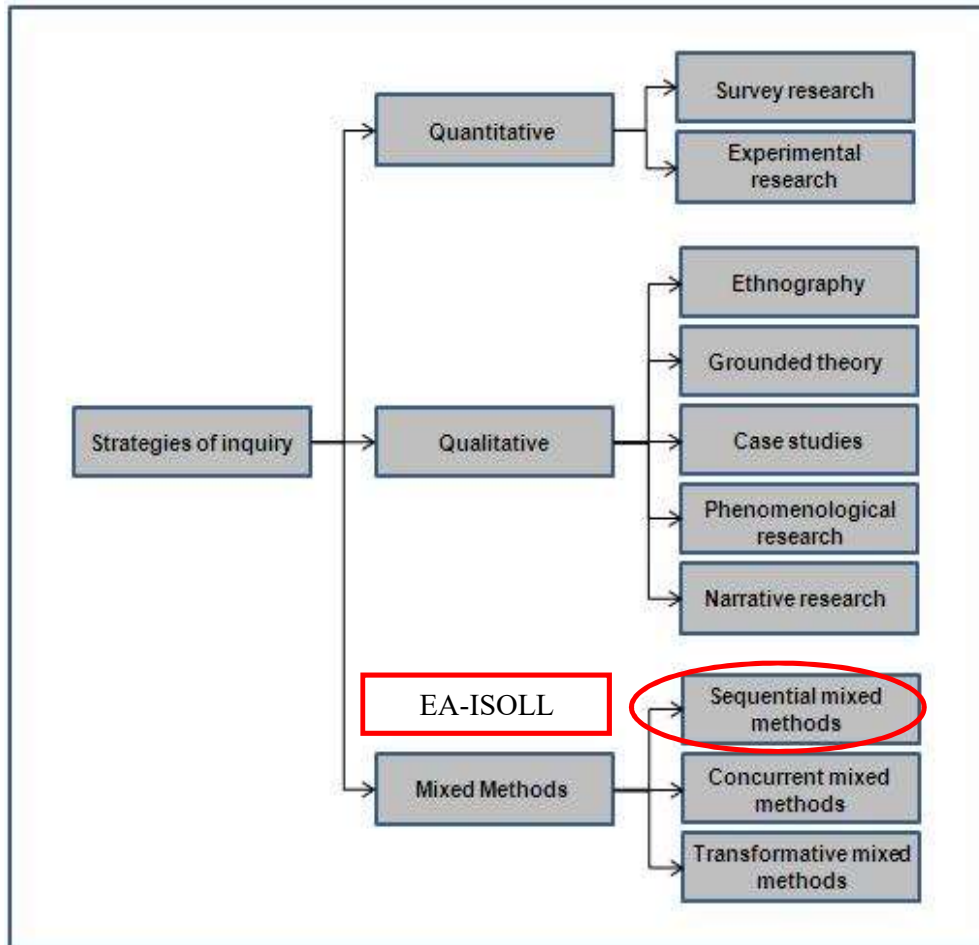 Survey research
Quantitative
Experimental
research
Ethnography
Grounded theory
Strategies of inquiry
Qualitative
Case studies
Phenomenological
research
Narrative research
EA-ISOLL
Sequential mixed
methods
Mixed Methods
Concurrent mixed
methods
Transformative mixed
methods